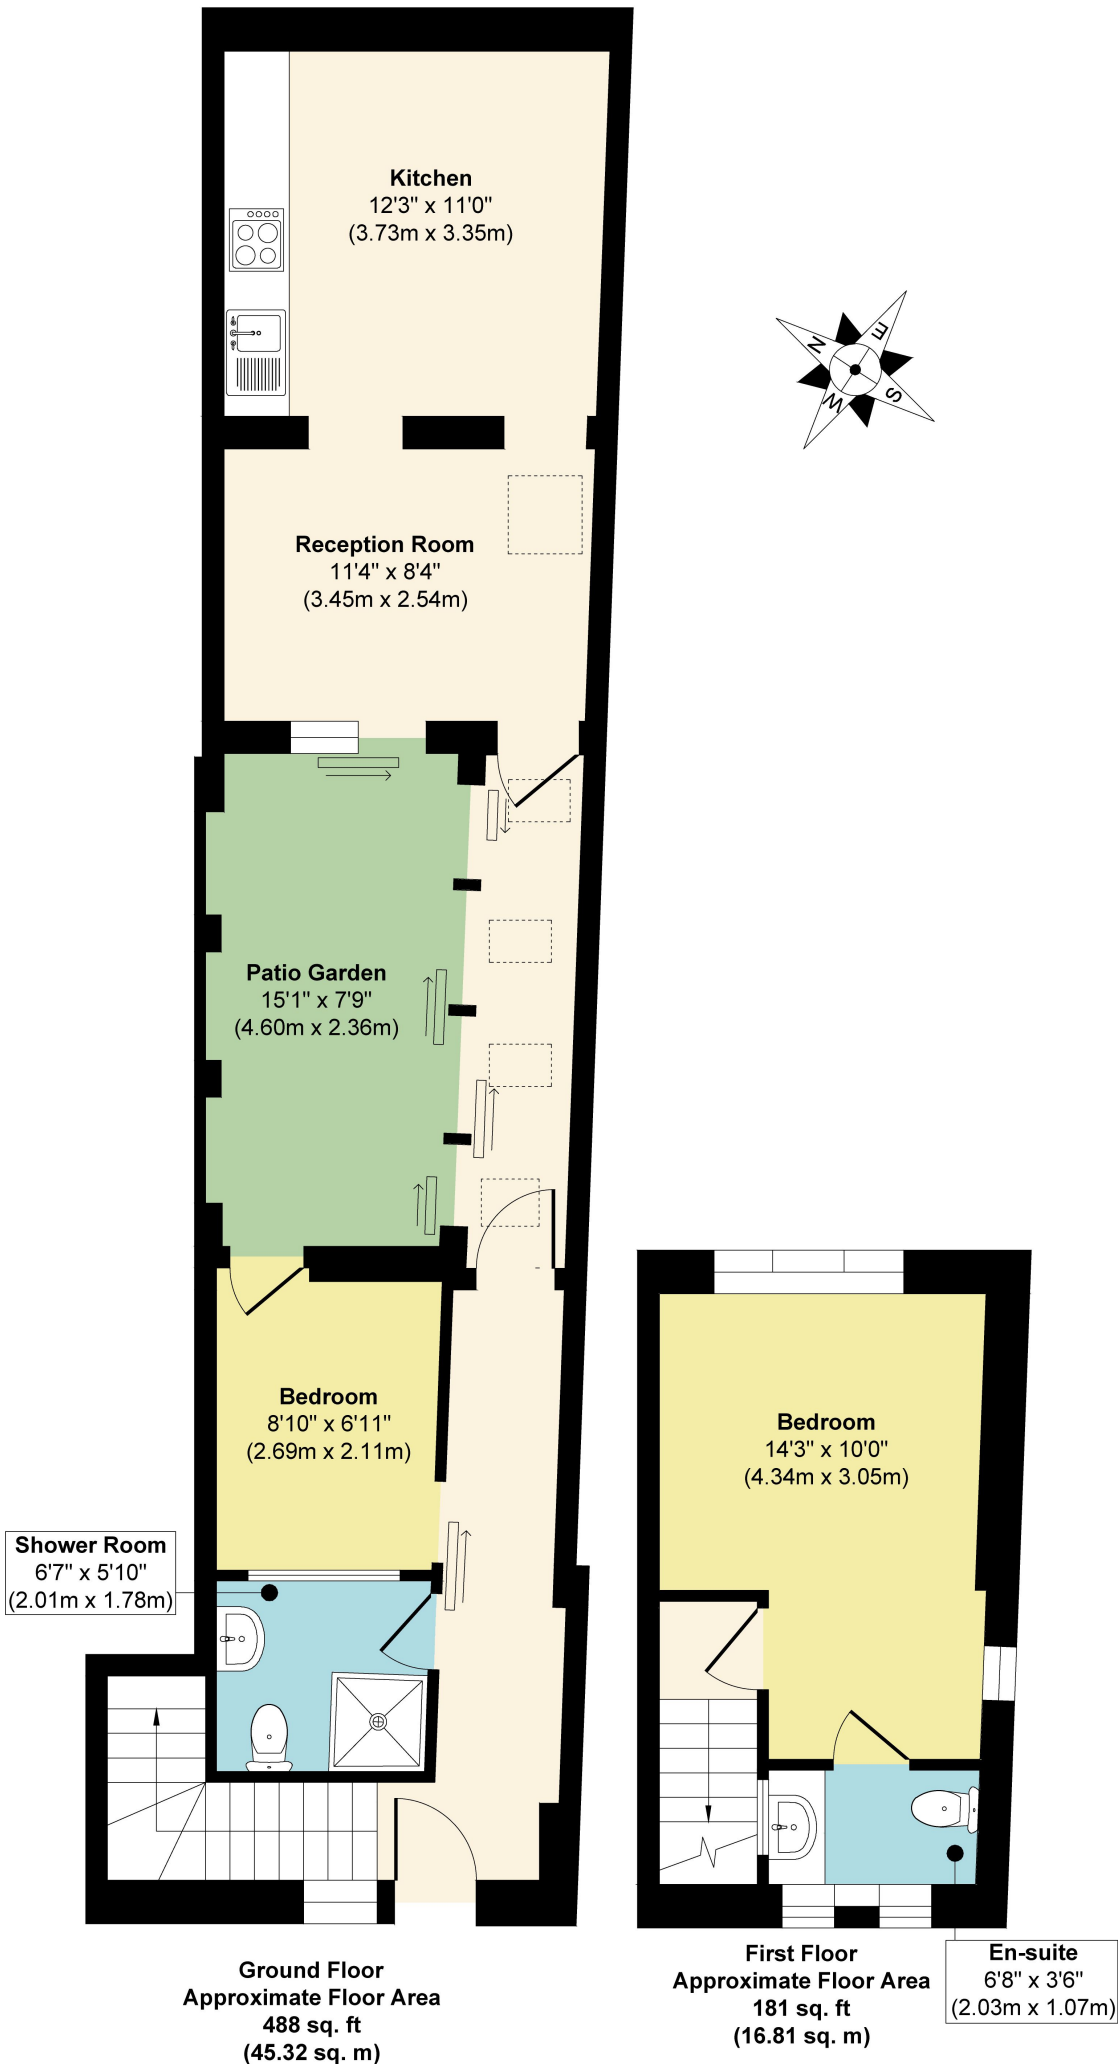 Kitchen
12'3" x 11'0"
(3.73m x 3.35m)
N
E
S
W
Reception Room
11'4" x 8'4"
(3.45m x 2.54m)
Patio Garden
15'1" x 7'9"
(4.60m x 2.36m)
Bedroom
8'10" x 6'11"
(2.69m x 2.11m)
Bedroom
14'3" x 10'0"
(4.34m x 3.05m)
Shower Room
6'7" x 5'10"
(2.01m x 1.78m)
Ground Floor
Approximate Floor Area
488 sq. ft
(45.32 sq. m)
First Floor
Approximate Floor Area
181 sq. ft
(16.81 sq. m)
En-suite
6'8" x 3'6"
(2.03m x 1.07m)